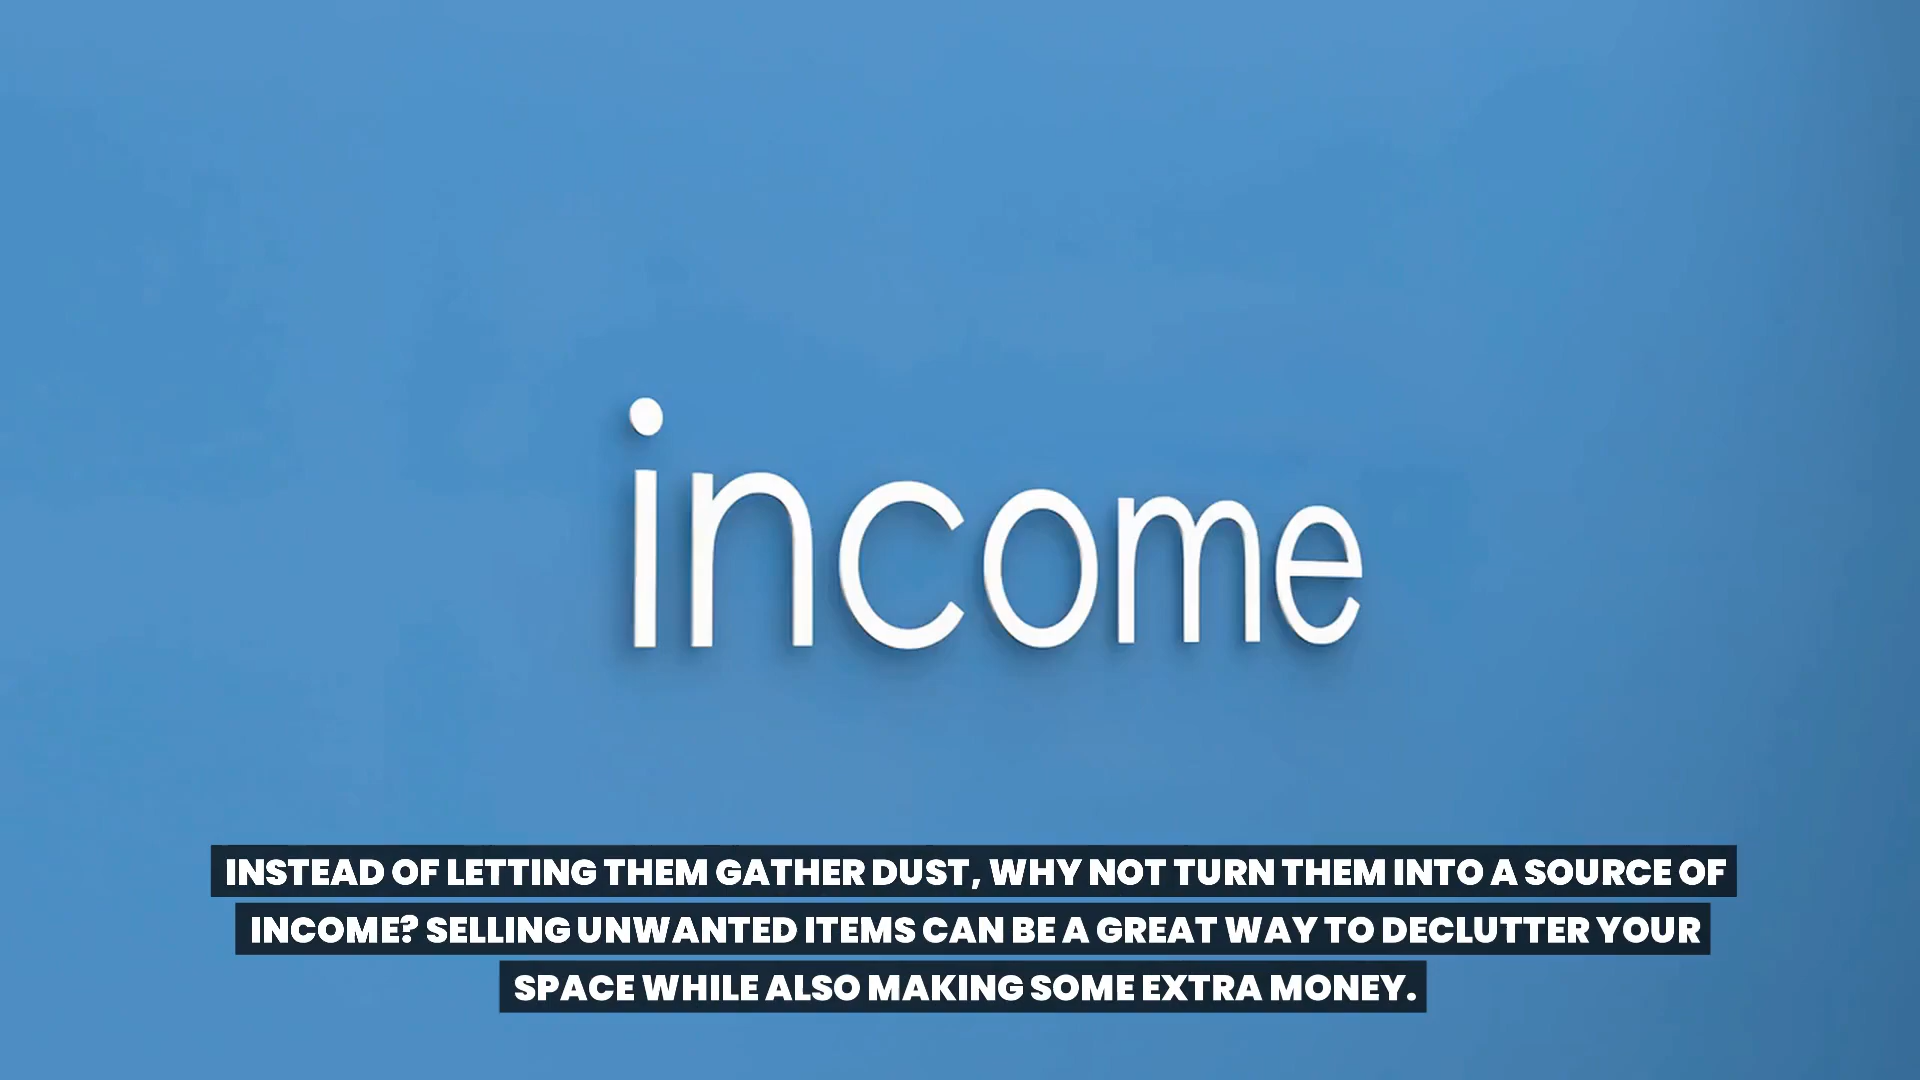 income
INSTEAD OF LETTING THEM GATHER DUST, WHY NOT TURN THEM INTO A SOURCE OF
INCOME? SELLING UNWANTED ITEMS CAN BE A GREAT WAY TO DECLUTTER YOUR
SPACE WHILE ALSO MAKING SOME EXTRA MONEY.